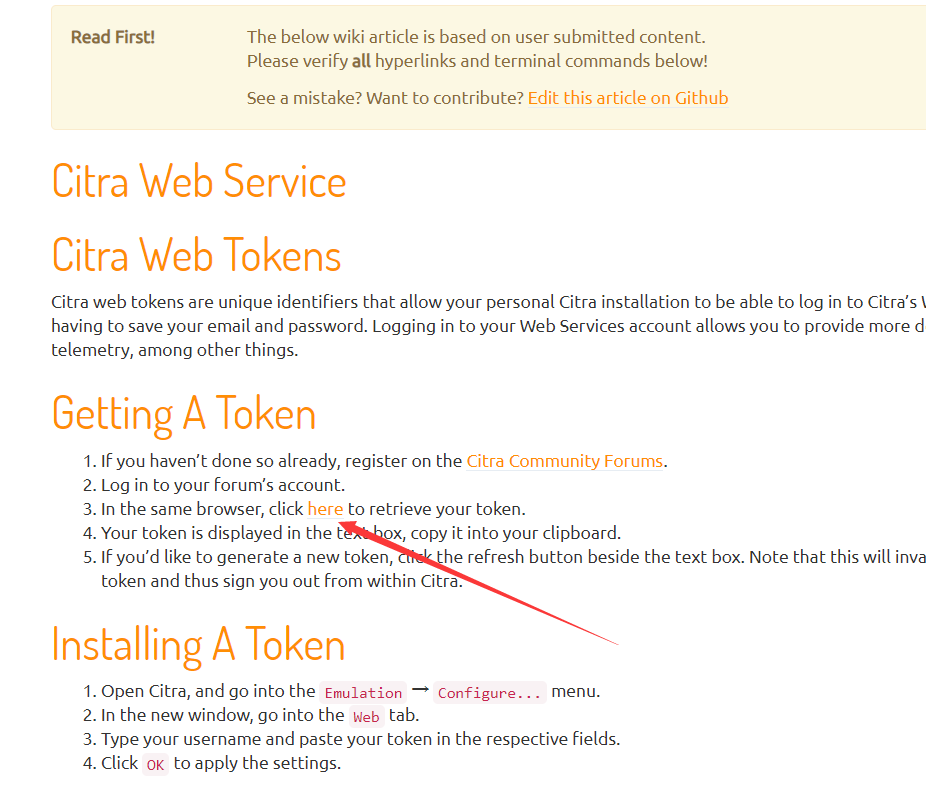 Read First!
The below wiki article is based on user submitted content.
Please verify all hyperlinks and terminal commands below!
See a mistake? Want to contribute? Edit this article on Github
Citra Web Service
Citra Web Tokens
Citra web tokens are unique identifiers that allow your personal Citra installation to be able to log in to Citra’s
having to save your email and password. Logging in to your Web Services account allows you to provide more
telemetry, among other things.
Getting A Token
1. If you haven’t done so already, register on the Citra Community Forums.
2. Log in to your forum’s account.
3. In the same browser, click here to retrieve your token.
4. Your token is displayed in the text box, copy it into your clipboard.
5. If you’d like to generate a new token, click the refresh button beside the text box. Note that this will
token and thus sign you out from within Citra.
Installing A Token
1. Open Citra, and go into the Emulation → Configure... menu.
2. In the new window, go into the Web tab.
3. Type your username and paste your token in the respective fields.
4. Click OK to apply the settings.